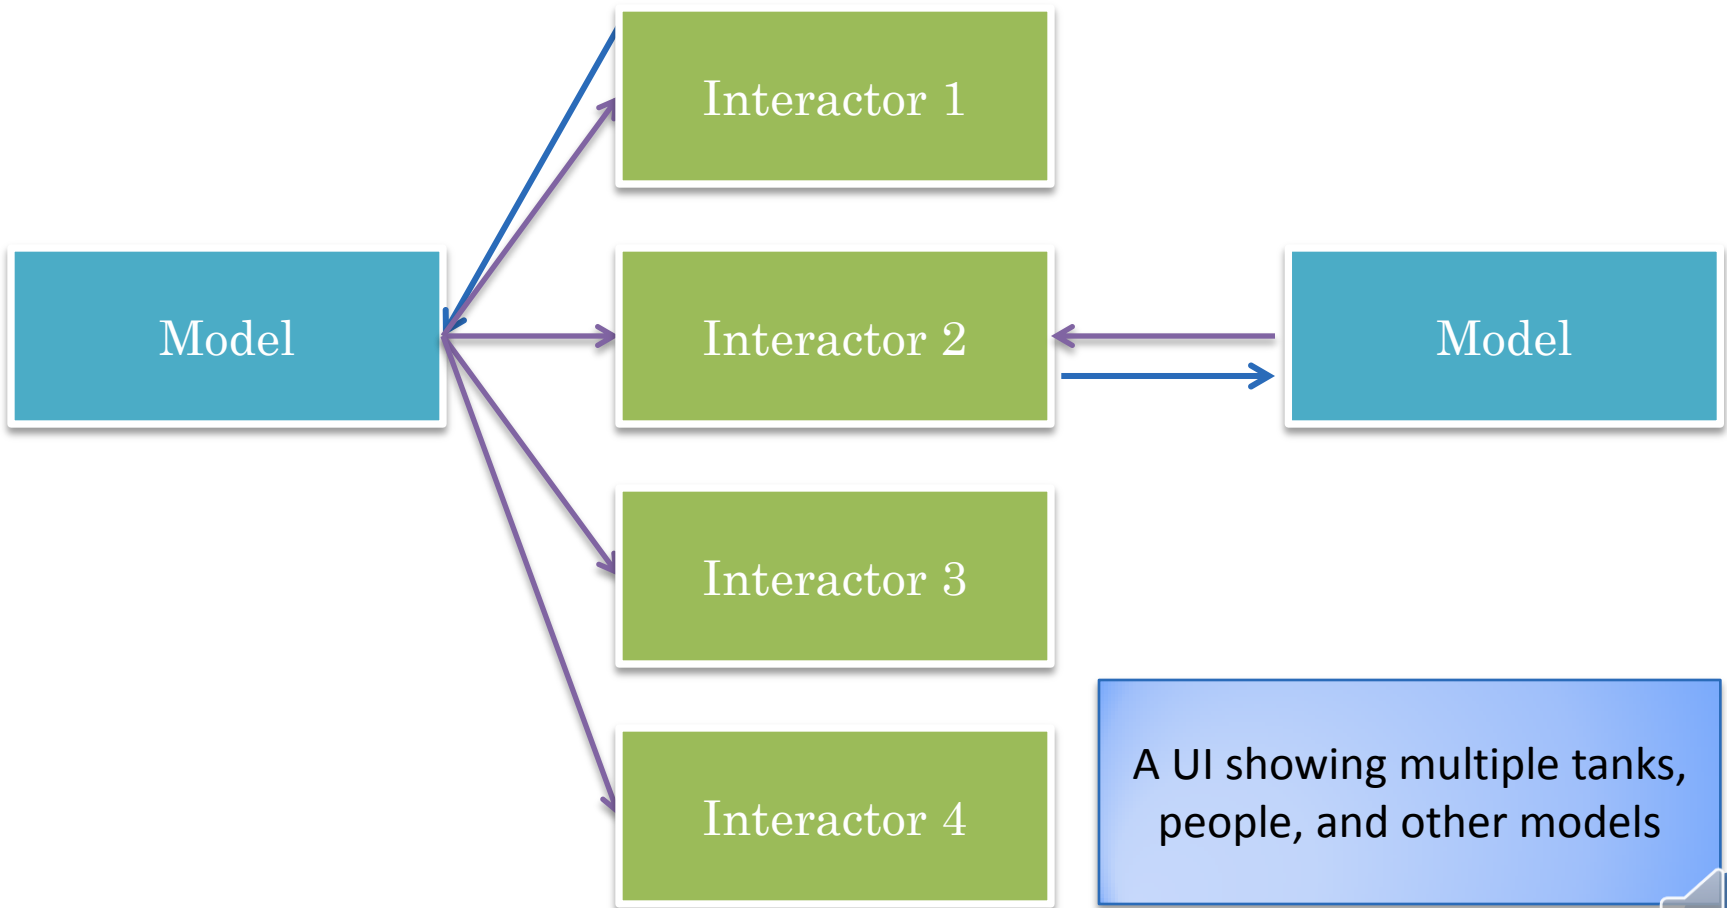 Interactor 1
Model
Interactor 2
Model
Interactor 3
Interactor 4
A UI showing multiple tanks,
people, and other models